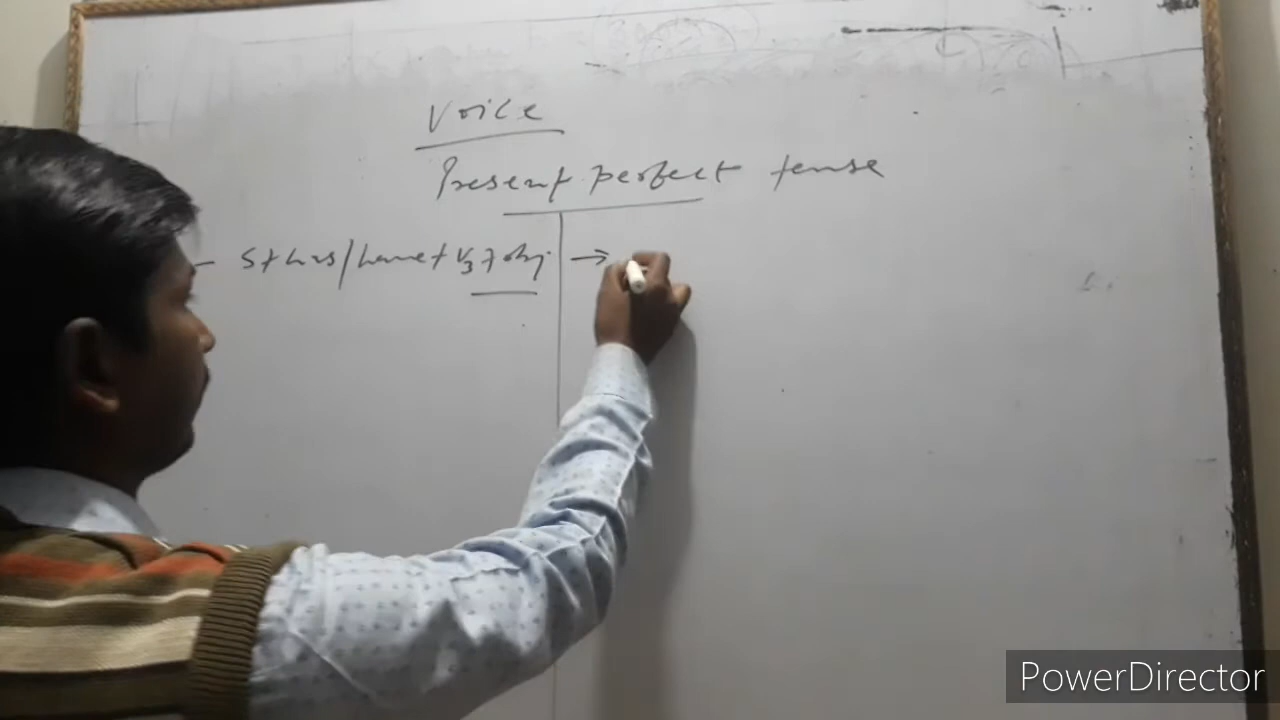 Voice
Present perfect tense
- S + has/have + V3 + obj →
PowerDirector